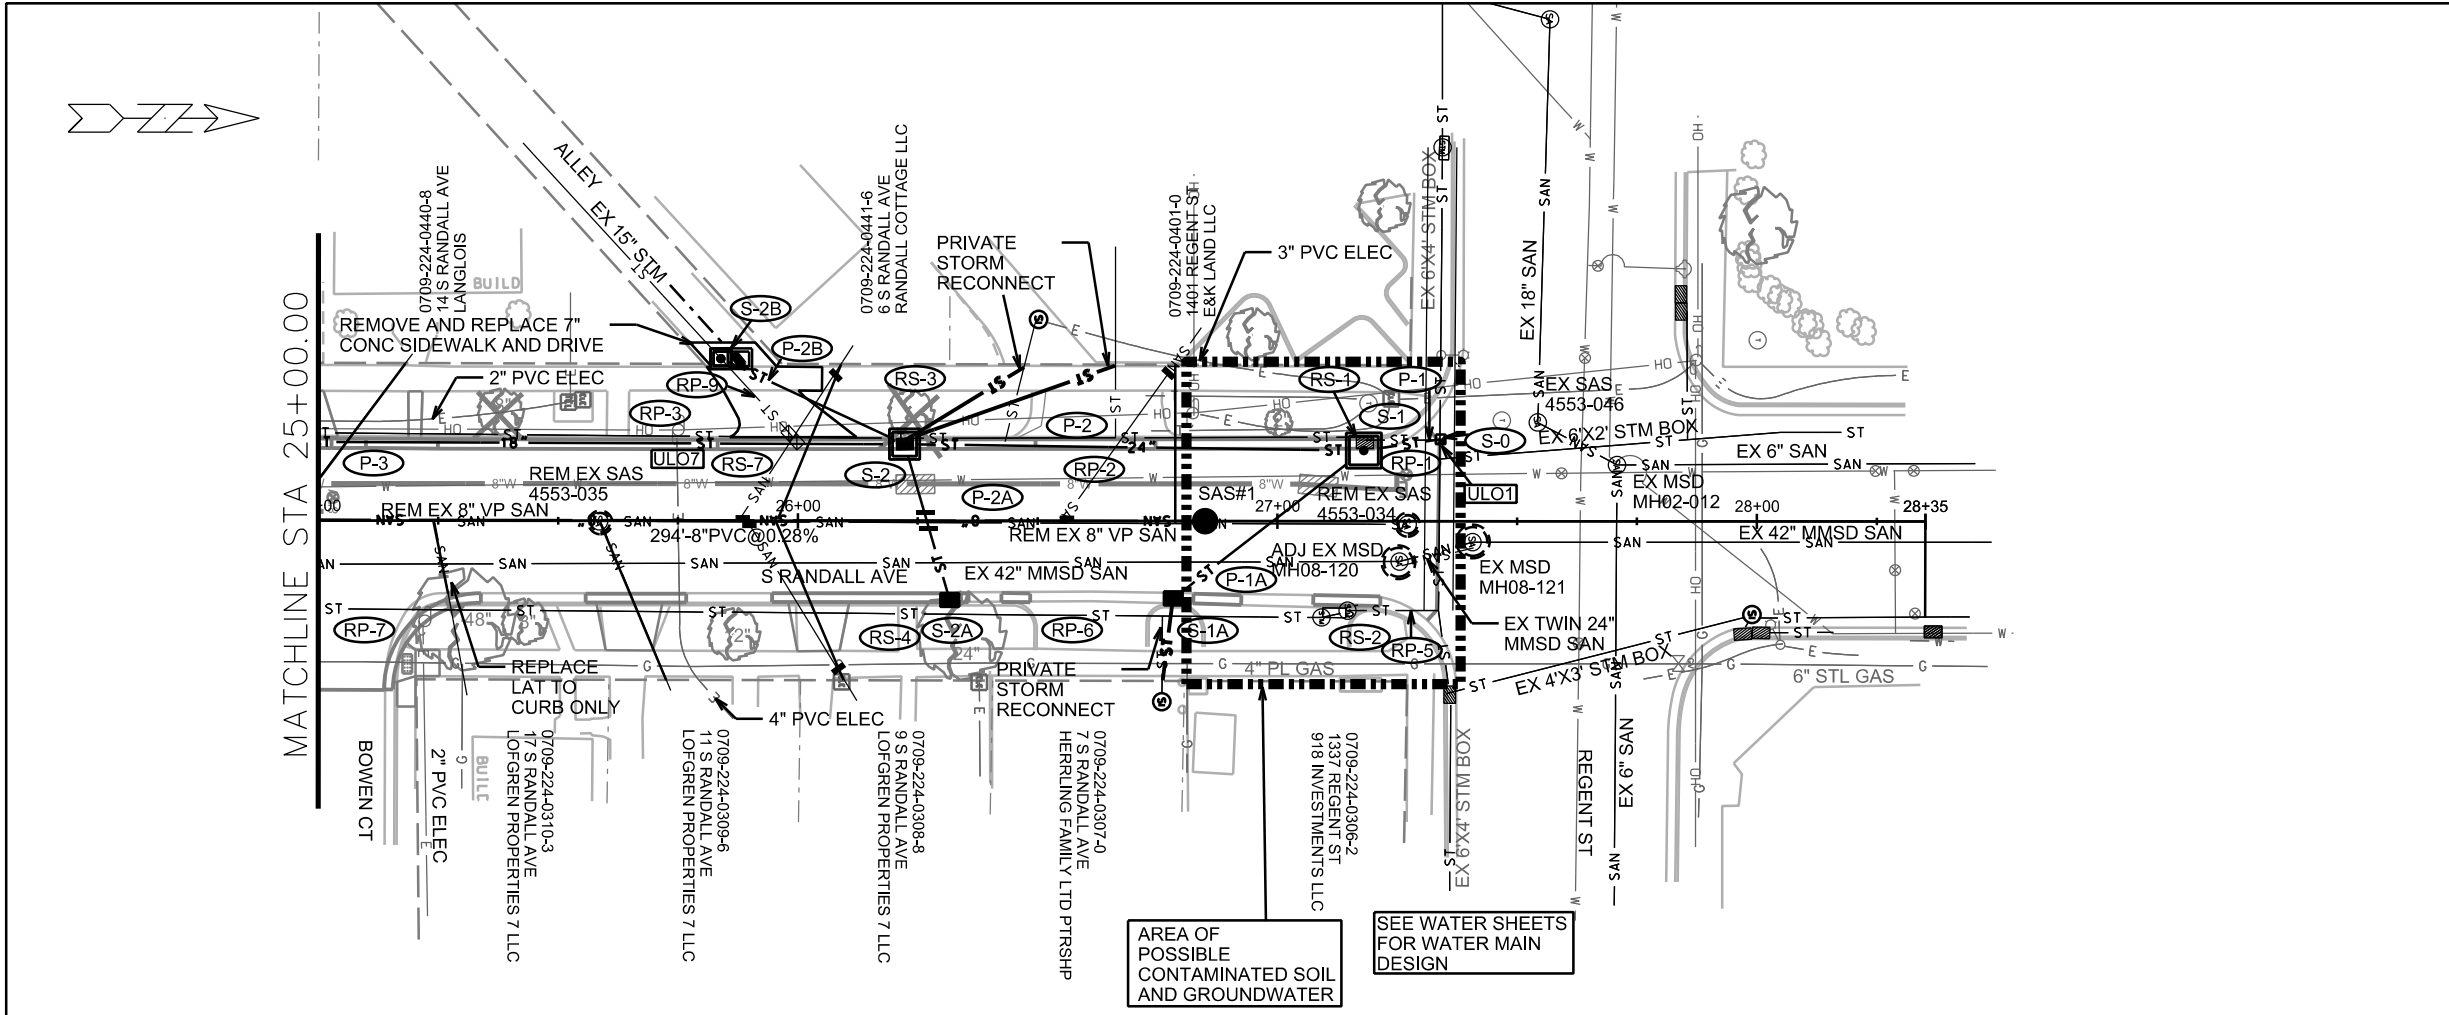 MATCHLINE STA 25+00.00
ALLEY
EX 15" STM
ST
0709-224-0440-8
14 S RANDALL AVE
LANGLOIS
BUILD
REMOVE AND REPLACE 7"
CONC SIDEWALK AND DRIVE
2" PVC ELEC
S-2B
P-2B
RP-9
RP-3
0709-224-0441-6
6 S RANDALL AVE
RANDALL COTTAGE LLC
RS-3
PRIVATE
STORM
RECONNECT
0709-224-0401-0
1401 REGENT ST
E&K LAND LLC
3" PVC ELEC
EX 6'X4' STM BOX
EX 18" SAN
RS-1
P-1
S-1
S-0
P-2
EX SAS
4553-046
EX 6'X2' STM BOX
EX 6" SAN
P-3
18"
ULO7
RS-7
S-2
RP-2
24"
RP-1
ULO1
REM EX SAS
4553-035
8"W
8"W
8"W
8"W
8"W
P-2A
SAS#1
REM EX SAS
4553-034
EX MSD
MH02-012
REM EX 8" VP SAN
26+00
27+00
28+00
28+35
294'-8"PVC@0.28%
REM EX 8" VP SAN
EX 42" MMSD SAN
S RANDALL AVE
EX 42" MMSD SAN
ADJ EX MSD
MH08-120
P-1A
EX MSD
MH08-121
RP-7
48"
RS-4
S-2A
24"
RP-6
S-1A
RS-2
RP-5
EX TWIN 24"
MMSD SAN
REPLACE
LAT TO
CURB ONLY
4" PVC ELEC
PRIVATE
STORM
RECONNECT
4" PL GAS
EX 4'X3' STM BOX
6" STL GAS
BOWEN CT
2" PVC ELEC
0709-224-0310-3
17 S RANDALL AVE
LOFGREN PROPERTIES 7 LLC
0709-224-0309-6
11 S RANDALL AVE
LOFGREN PROPERTIES 7 LLC
0709-224-0308-8
9 S RANDALL AVE
LOFGREN PROPERTIES 7 LLC
0709-224-0307-0
7 S RANDALL AVE
HERRLING FAMILY LTD PTRSHP
0709-224-0306-2
1337 REGENT ST
918 INVESTMENTS LLC
EX 6'X4' STM BOX
REGENT ST
EX 6" SAN
AREA OF
POSSIBLE
CONTAMINATED SOIL
AND GROUNDWATER
SEE WATER SHEETS
FOR WATER MAIN
DESIGN